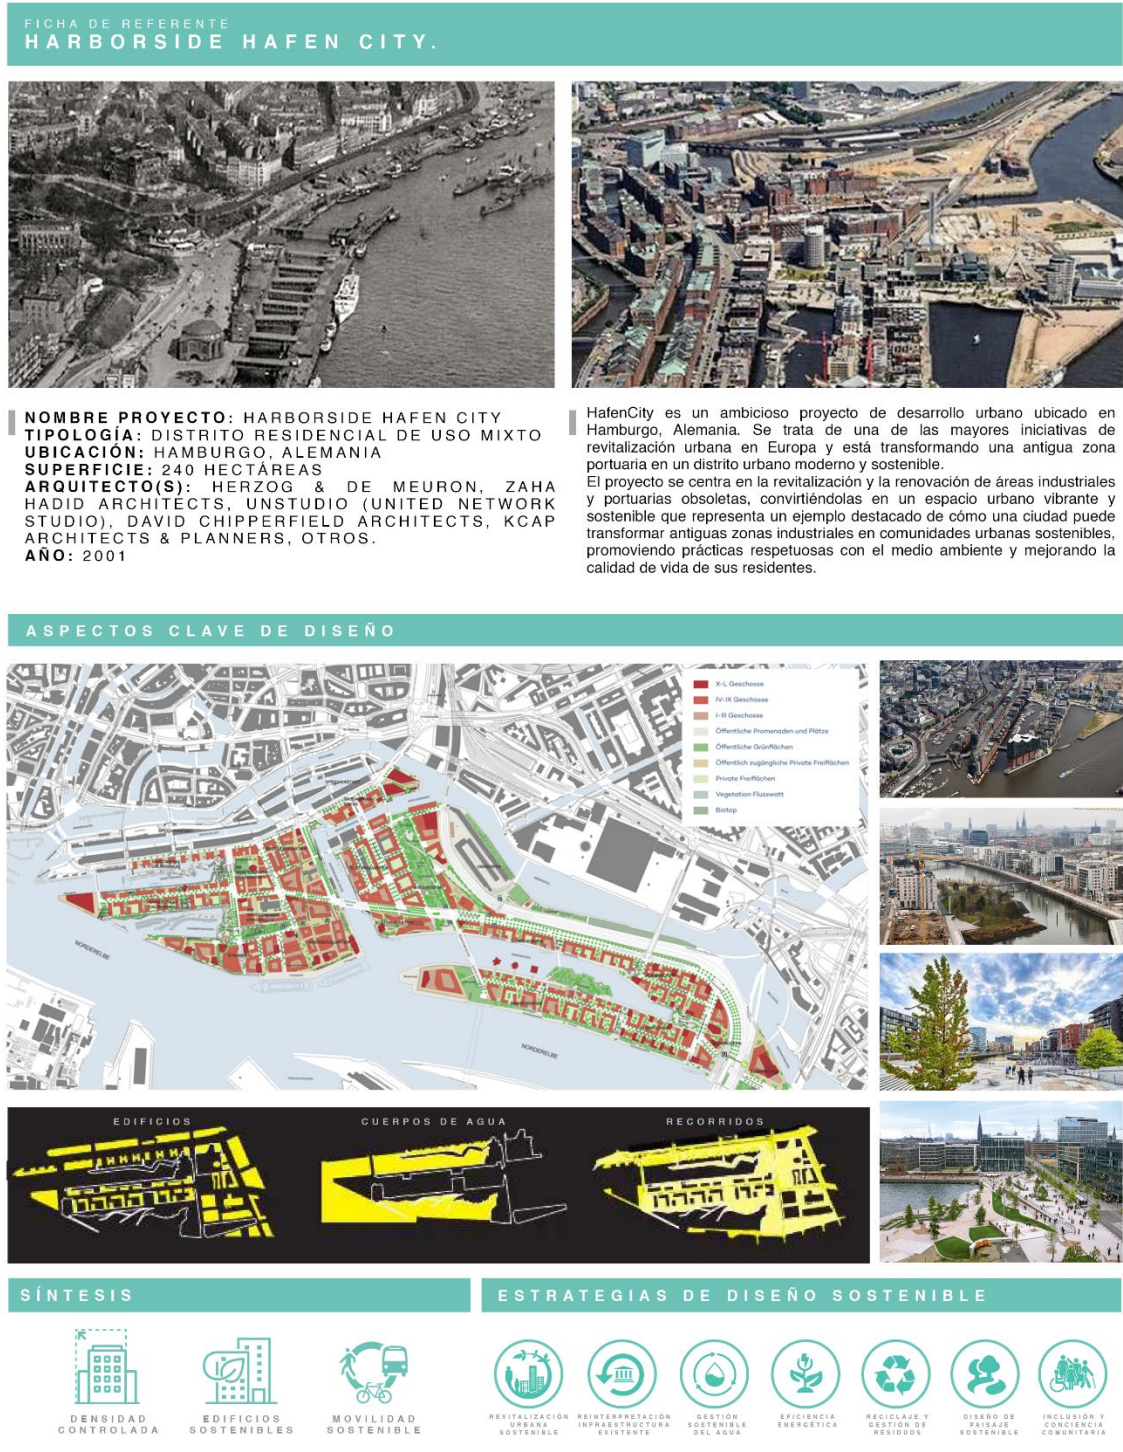 FICHA DE REFERENTE
HARBORSIDE HAFEN CITY.
NOMBRE PROYECTO: HARBORSIDE HAFEN CITY
TIPOLOGÍA: DISTRITO RESIDENCIAL DE USO MIXTO
UBICACIÓN: HAMBURGO, ALEMANIA
SUPERFICIE: 240 HECTÁREAS
ARQUITECTO(S): HERZOG & DE MEURON, ZAHA
HADID ARCHITECTS, UNSTUDIO (UNITED NETWORK
STUDIO), DAVID CHIPPERFIELD ARCHITECTS, KCAP
ARCHITECTS & PLANNERS, OTROS.
AÑO: 2001
HafenCity es un ambicioso proyecto de desarrollo urbano ubicado en
Hamburgo, Alemania. Se trata de una de las mayores iniciativas de
revitalización urbana en Europa y está transformando una antigua zona
portuaria en un distrito urbano moderno y sostenible.
El proyecto se centra en la revitalización y la renovación de áreas industriales
y portuarias obsoletas, convirtiéndolas en un espacio urbano vibrante y
sostenible que representa un ejemplo destacado de cómo una ciudad puede
transformar antiguas zonas industriales en comunidades urbanas sostenibles,
promoviendo prácticas respetuosas con el medio ambiente y mejorando la
calidad de vida de sus residentes.
ASPECTOS CLAVE DE DISEÑO
X-L Geschosse
IV-IX Geschosse
I-III Geschosse
Öffentliche Promenaden und Plätze
Öffentliche Grünflächen
Öffentlich zugängliche Private Freiflächen
Private Freiflächen
Vegetation Flusswatt
Biotop
NORDERELBE
NORDERELBE
EDIFICIOS
CUERPOS DE AGUA
RECORRIDOS
SÍNTESIS
DENSIDAD
CONTROLADA
EDIFICIOS
SOSTENIBLES
MOVILIDAD
SOSTENIBLE
ESTRATEGIAS DE DISEÑO SOSTENIBLE
REVITALIZACIÓN
URBANA
SOSTENIBLE
REINTERPRETACIÓN
INFRAESTRUCTURA
EXISTENTE
GESTIÓN
SOSTENIBLE
DEL AGUA
EFICIENCIA
ENERGÉTICA
RECICLAJE Y
GESTIÓN DE
RESIDUOS
DISEÑO DE
PAISAJE
SOSTENIBLE
INCLUSIÓN Y
CONCIENCIA
COMUNITARIA